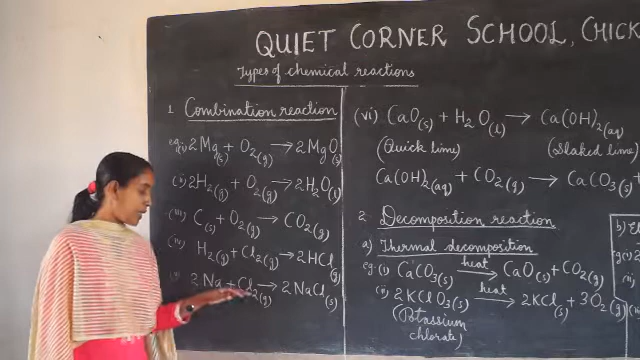 QUIET CORNER SCHOOL, CHICK
Types of chemical reactions
1. Combination reaction
eg:(i) 2Mg(s) + O2(g) → 2MgO(s)
(ii) 2H2(g) + O2(g) → 2H2O(l)
(iii) C(s) + O2(g) → CO2(g)
(iv) H2(g) + Cl2(g) → 2HCl(g)
(v) 2Na + Cl2(g) → 2NaCl(s)
(vi) CaO(s) + H2O(l) → Ca(OH)2(aq)
(Quick lime) (Slaked lime)
Ca(OH)2(aq) + CO2(g) → CaCO3(s) +
2. Decomposition reaction
a) Thermal decomposition
eg:(i) CaCO3(s) heat → CaO(s) + CO2(g)
(ii) 2KClO3(s) heat → 2KCl(s) + 3O2(g)
(Potassium
chlorate)
b) El
eg:(i)
(ii)